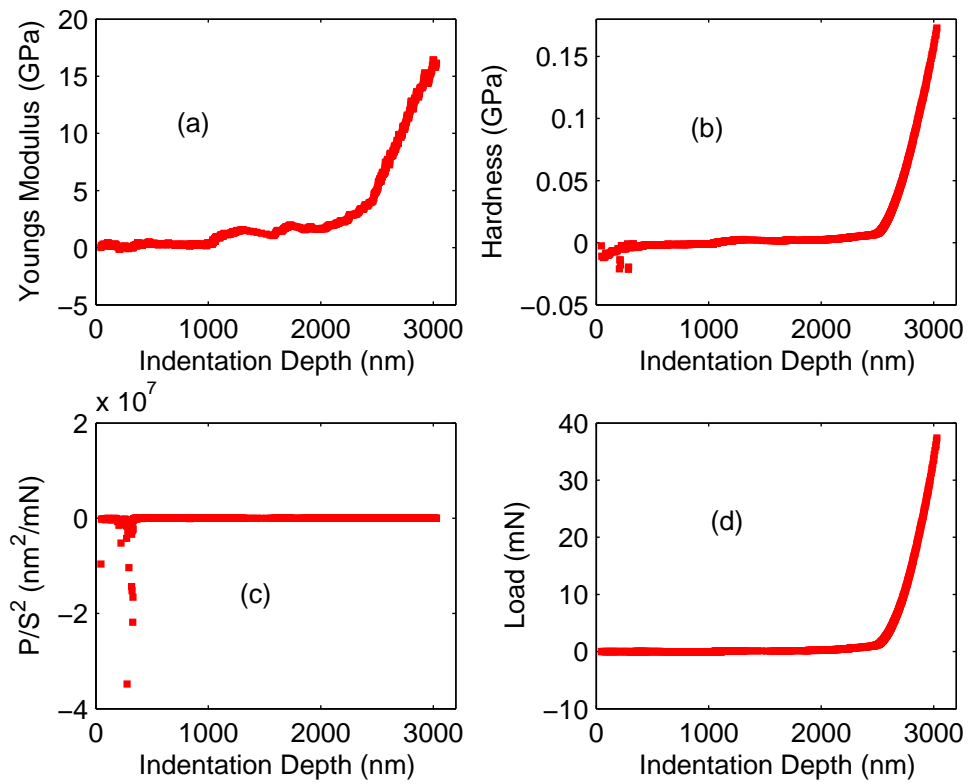 20
15
10
5
0
−5
Youngs Modulus (GPa)
(a)
0 1000 2000 3000
Indentation Depth (nm)
0.15
0.1
0.05
0
−0.05
Hardness (GPa)
(b)
0 1000 2000 3000
Indentation Depth (nm)
x 10^7
2
0
−2
−4
P/S^2 (nm^2/mN)
(c)
0 1000 2000 3000
Indentation Depth (nm)
40
30
20
10
0
−10
Load (mN)
(d)
0 1000 2000 3000
Indentation Depth (nm)